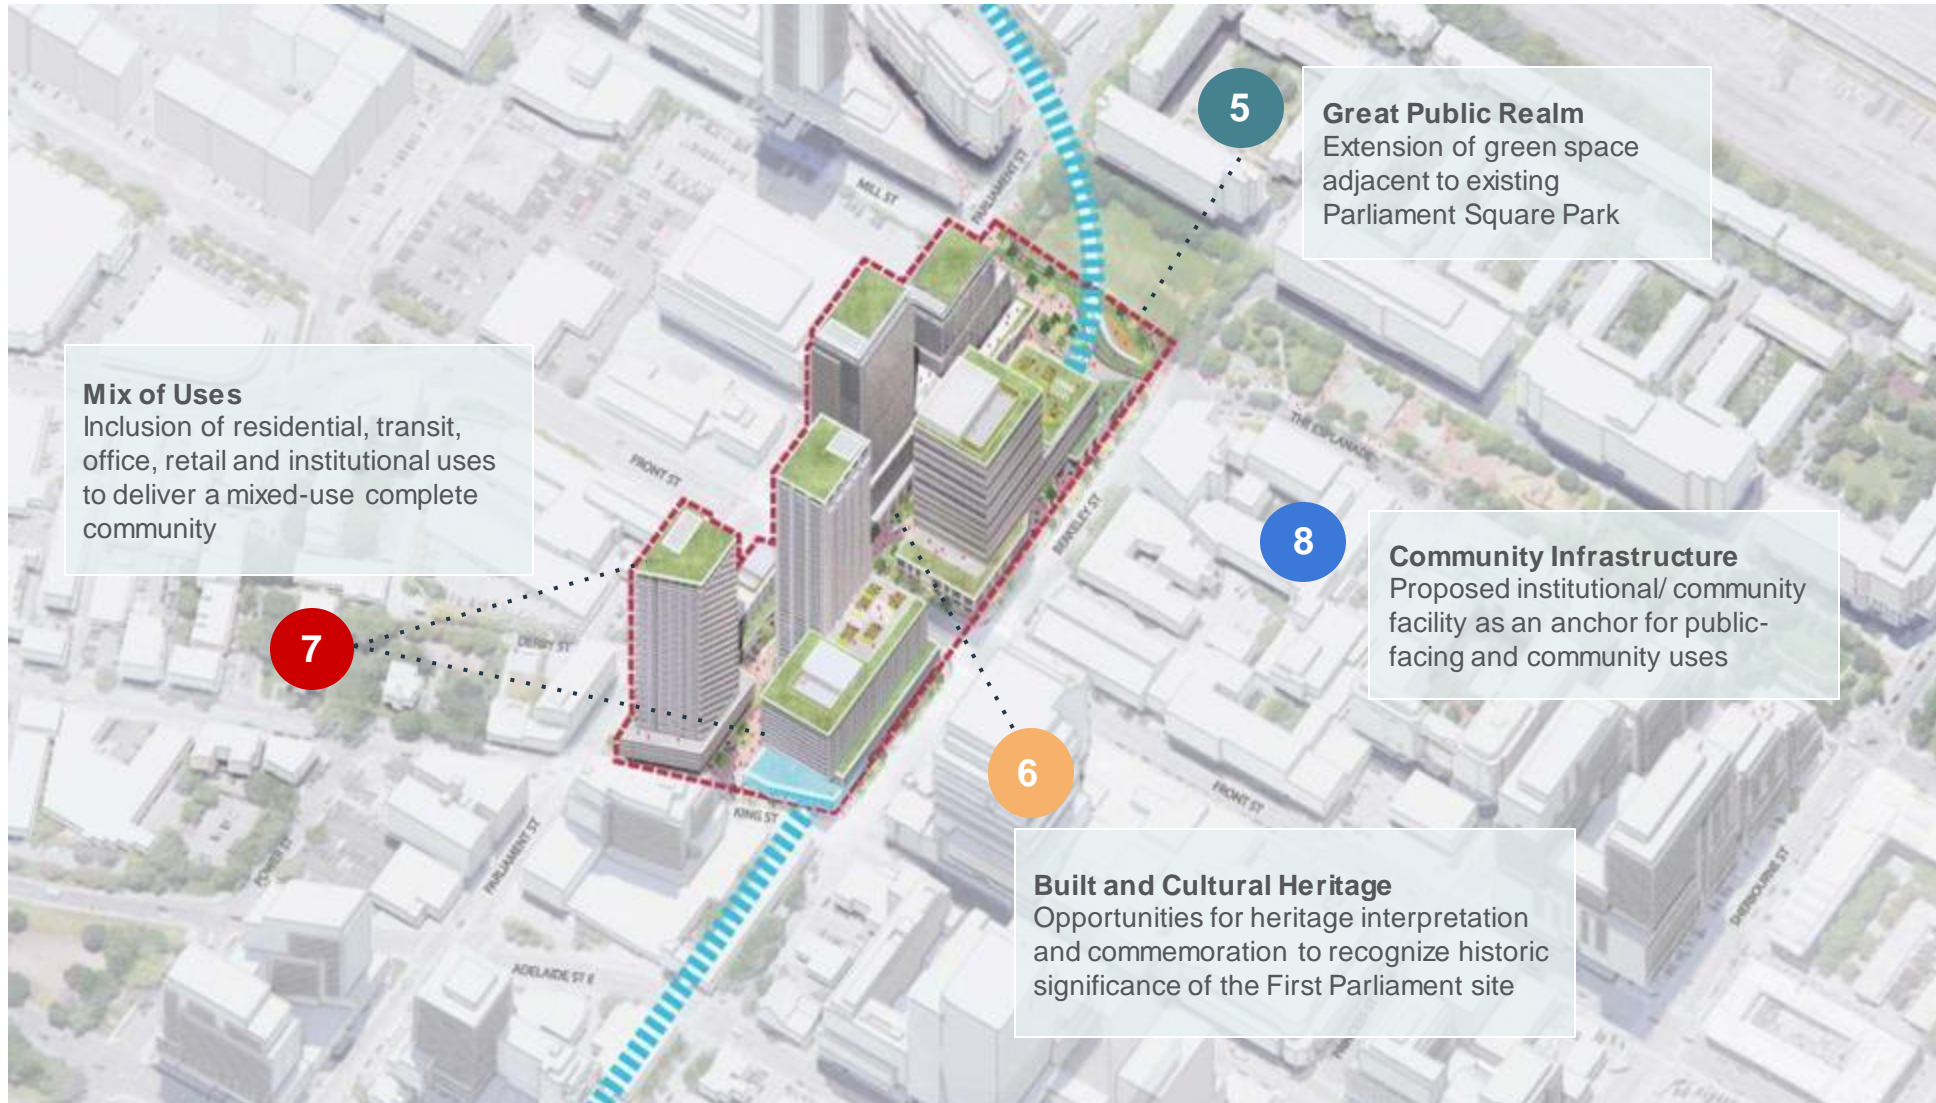 5
Great Public Realm
Extension of green space
adjacent to existing
Parliament Square Park
MILL ST
PARLIAMENT ST
Mix of Uses
Inclusion of residential, transit,
office, retail and institutional uses
to deliver a mixed-use complete
community
7
FRONT ST
DERBY ST
THE ESPLANADE
BERKELEY ST
8
Community Infrastructure
Proposed institutional/ community
facility as an anchor for public-
facing and community uses
6
FRONT ST
KING ST
PARLIAMENT ST
POWER ST
ADELAIDE ST E
SHERBOURNE ST
Built and Cultural Heritage
Opportunities for heritage interpretation
and commemoration to recognize historic
significance of the First Parliament site